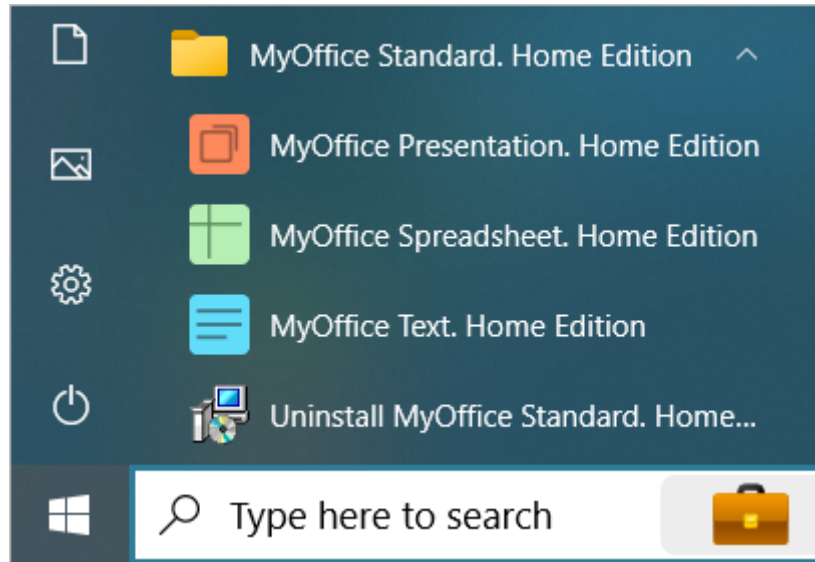 MyOffice Standard. Home Edition
MyOffice Presentation. Home Edition
MyOffice Spreadsheet. Home Edition
MyOffice Text. Home Edition
Uninstall MyOffice Standard. Home...
Type here to search